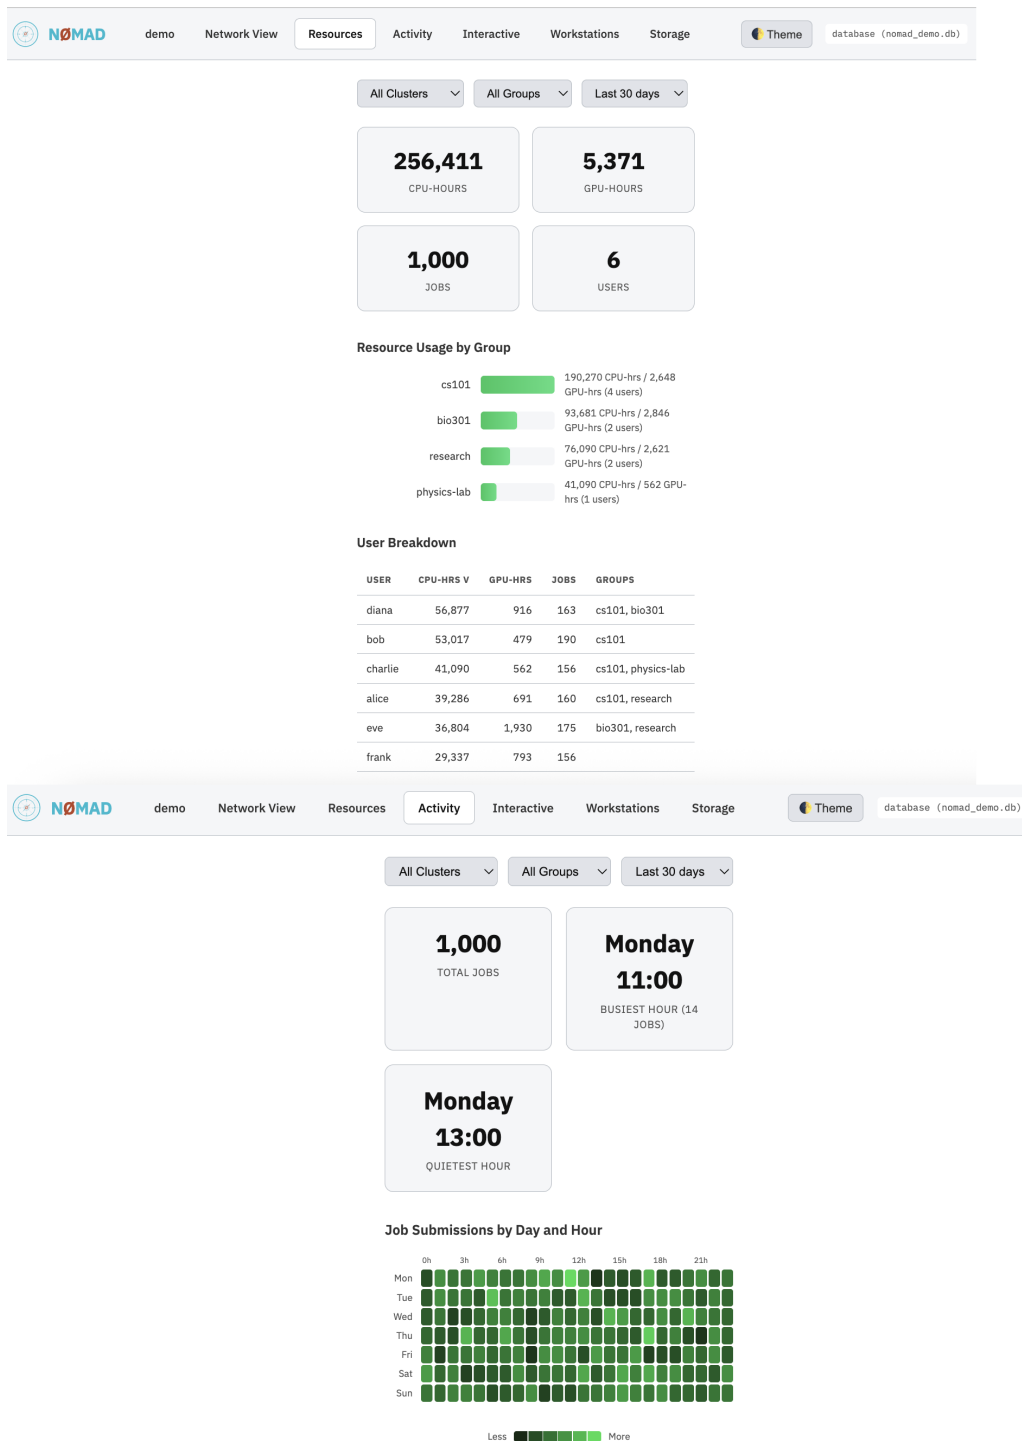 NØMAD demo Network View Resources Activity Interactive Workstations Storage Theme database (nomad_demo.db)
All Clusters All Groups Last 30 days
256,411 5,371
CPU-HOURS GPU-HOURS
1,000 6
JOBS USERS
Resource Usage by Group
cs101 190,270 CPU-hrs / 2,648
GPU-hrs (4 users)
bio301 93,681 CPU-hrs / 2,846
GPU-hrs (2 users)
research 76,090 CPU-hrs / 2,621
GPU-hrs (2 users)
physics-lab 41,090 CPU-hrs / 562 GPU-
hrs (1 users)
User Breakdown
USER CPU-HRS V GPU-HRS JOBS GROUPS
diana 56,877 916 163 cs101, bio301
bob 53,017 479 190 cs101
charlie 41,090 562 156 cs101, physics-lab
alice 39,286 691 160 cs101, research
eve 36,804 1,930 175 bio301, research
frank 29,337 793 156
NØMAD demo Network View Resources Activity Interactive Workstations Storage Theme database (nomad_demo.db)
All Clusters All Groups Last 30 days
1,000 Monday
11:00
TOTAL JOBS BUSIEST HOUR (14
JOBS)
Monday
13:00
QUIETEST HOUR
Job Submissions by Day and Hour
0h 3h 6h 9h 12h 15h 18h 21h
Mon
Tue
Wed
Thu
Fri
Sat
Sun
Less More